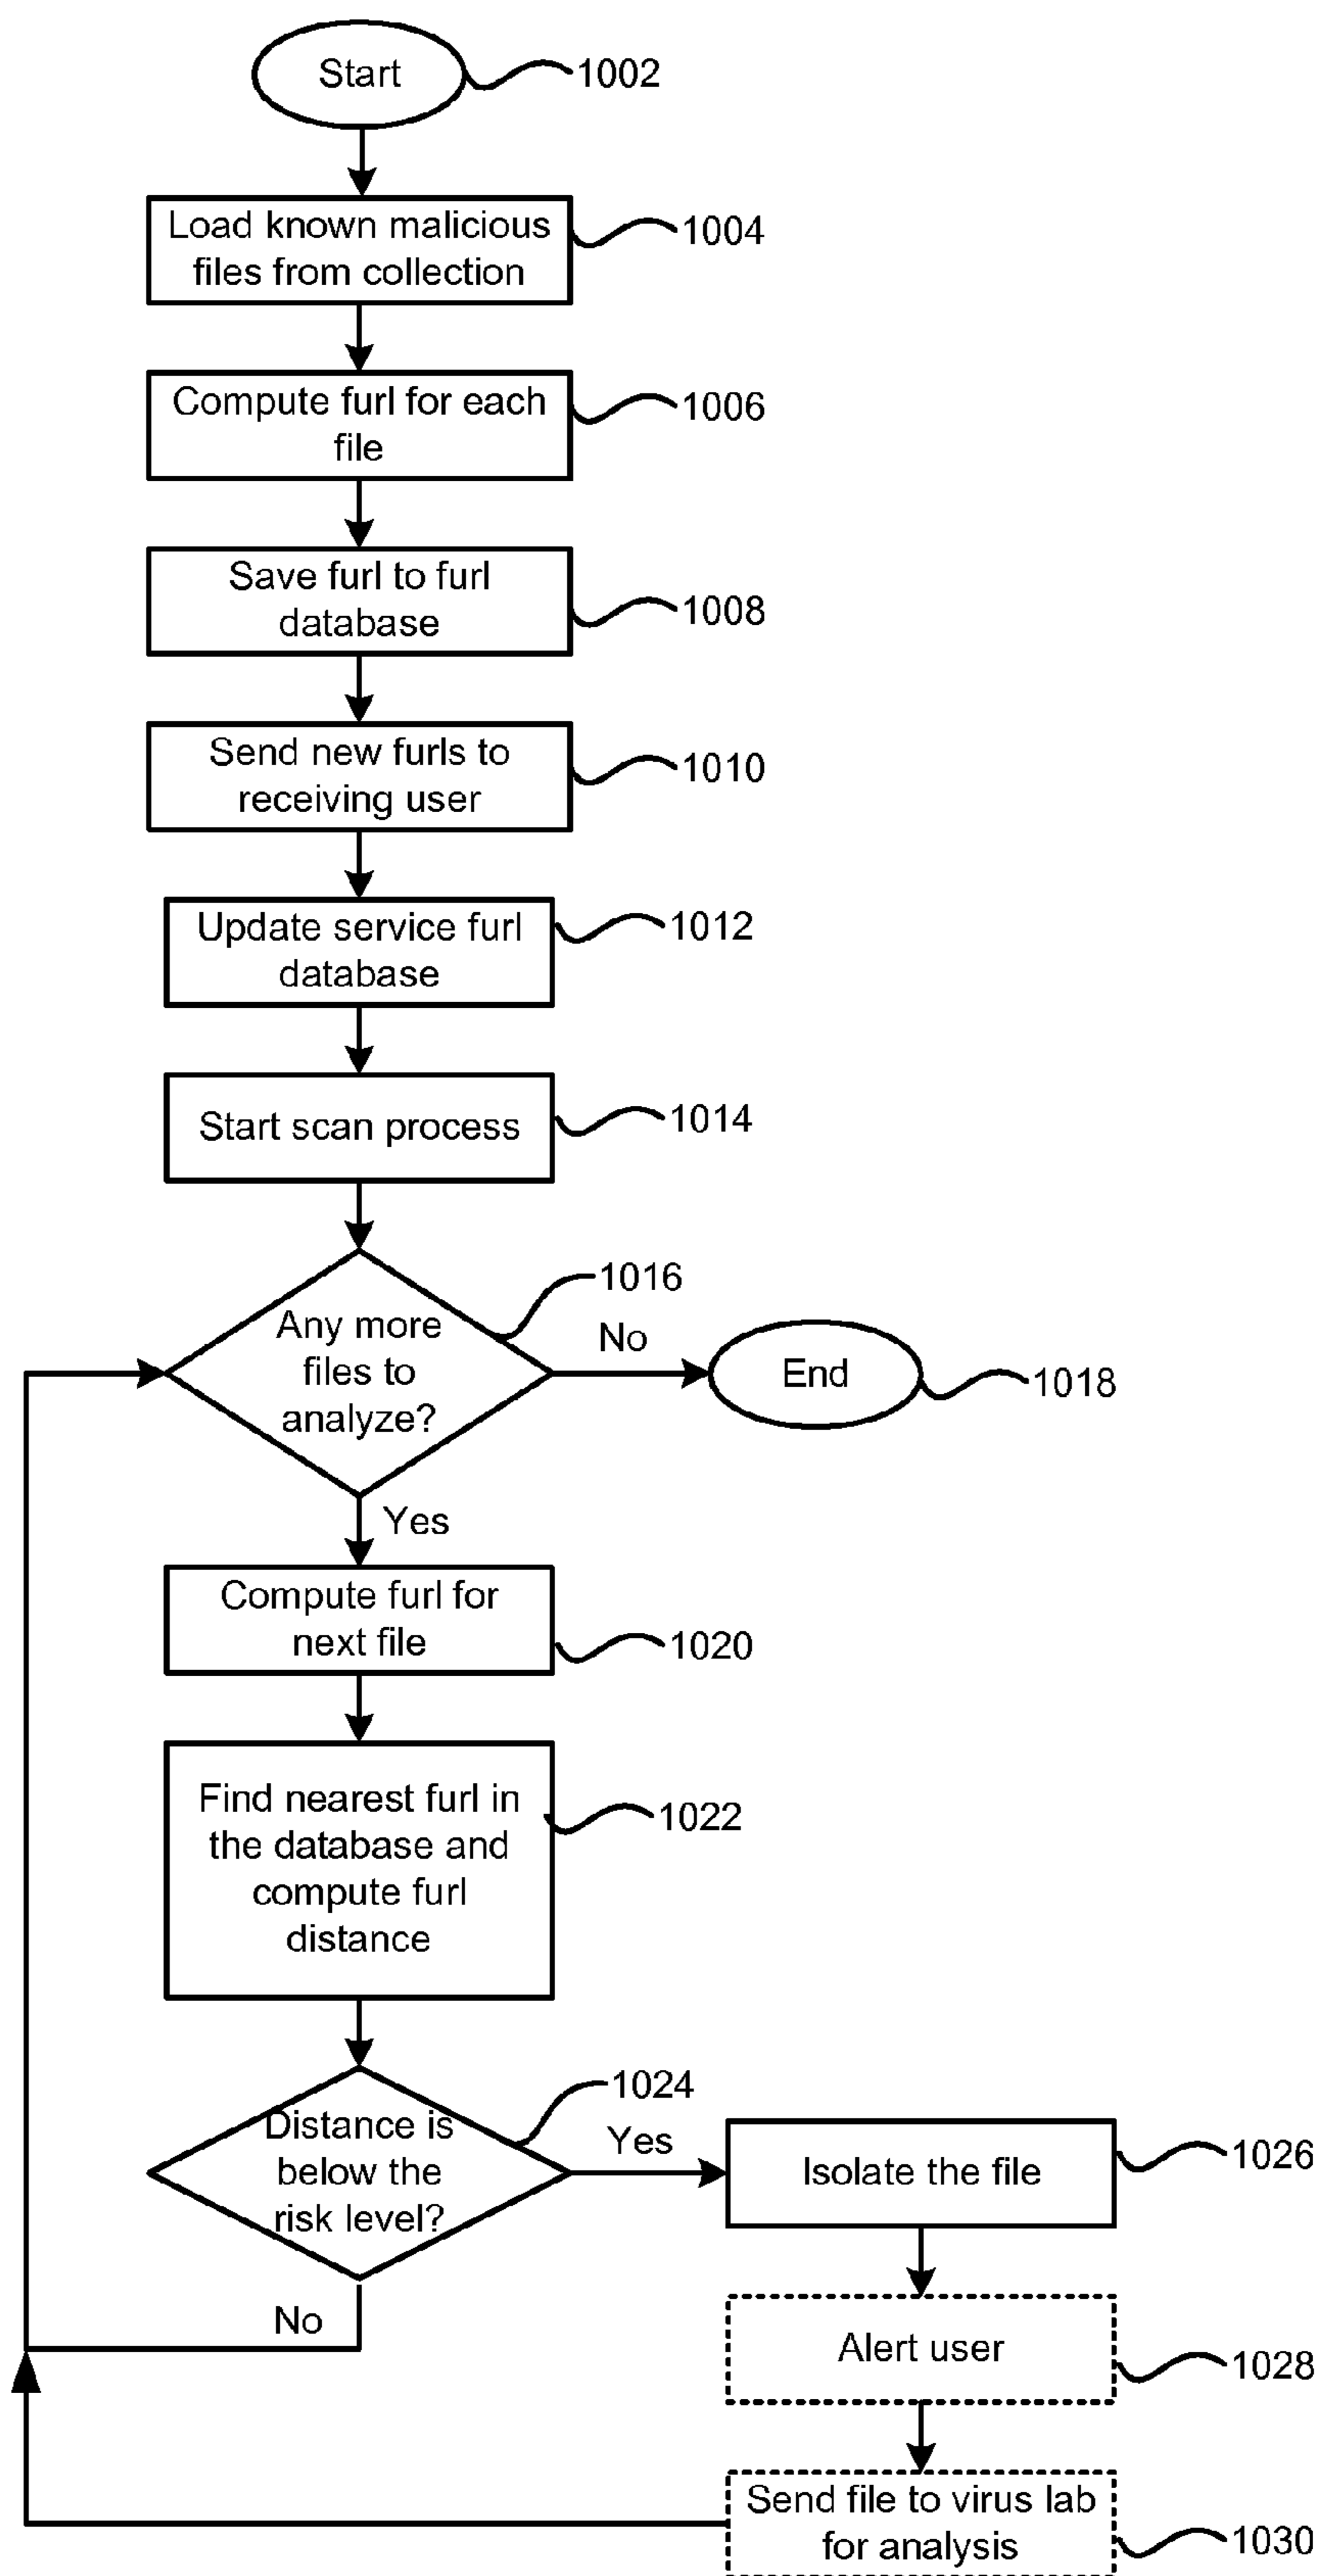 Start
1002
Load known malicious
files from collection
1004
Compute furl for each
file
1006
Save furl to furl
database
1008
Send new furls to
receiving user
1010
Update service furl
database
1012
Start scan process
1014
Any more
files to
analyze?
1016
No
End
1018
Yes
Compute furl for
next file
1020
Find nearest furl in
the database and
compute furl
distance
1022
Distance is
below the
risk level?
1024
Yes
Isolate the file
1026
No
Alert user
1028
Send file to virus lab
for analysis
1030